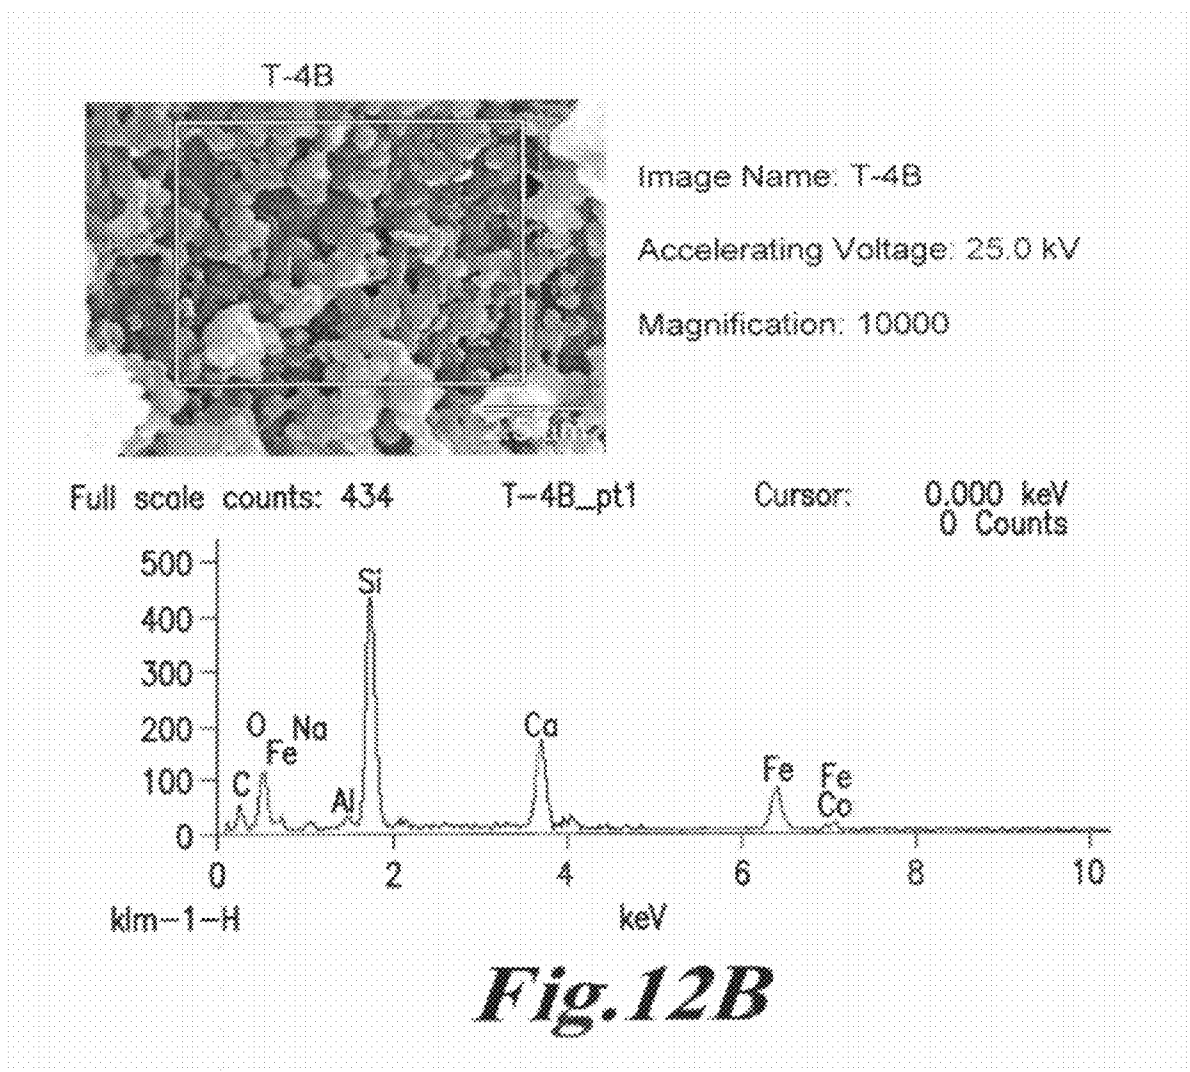 T-4B
Image Name: T-4B
Accelerating Voltage: 25.0 kV
Magnification: 10000
Full scale counts: 434 T-4B_pt1 Cursor: 0.000 keV
0 Counts
500
400
300
200
100
0
Si
O Na
Fe
C
Al
Ca
Fe
Fe
Co
0 2 4 6 8 10
klm-1-H keV
Fig.12B